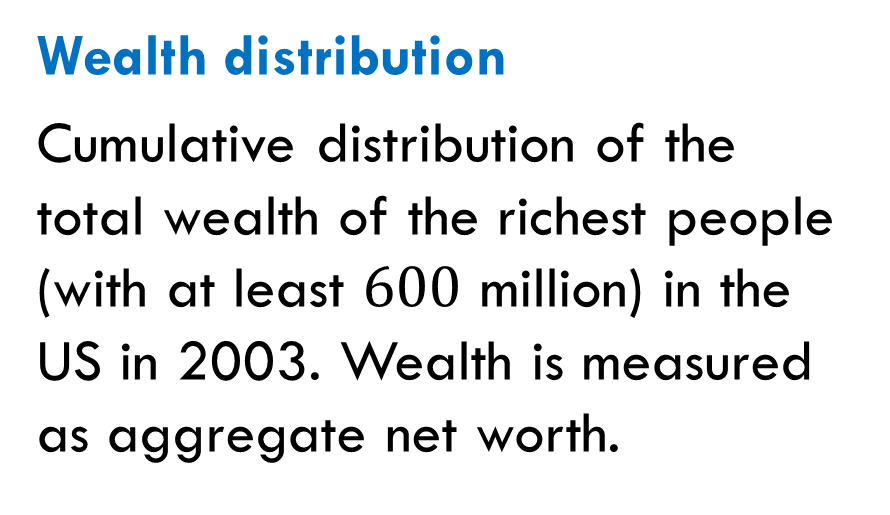 Wealth distribution
Cumulative distribution of the
total wealth of the richest people
(with at least 600 million) in the
US in 2003. Wealth is measured
as aggregate net worth.